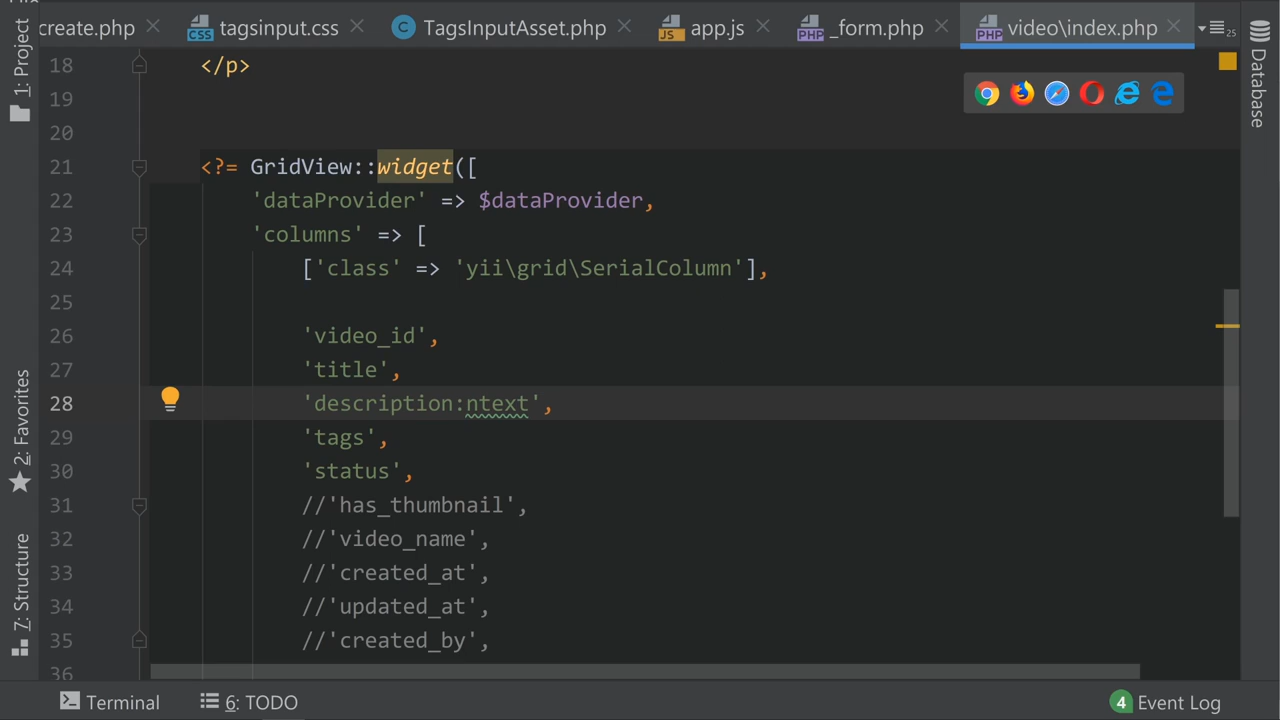 create.php
tagsinput.css
TagsInputAsset.php
app.js
_form.php
video\index.php
25
1: Project
2: Favorites
7: Structure
Database
18 </p>
19
20
21 <?= GridView::widget([
22 'dataProvider' => $dataProvider,
23 'columns' => [
24 ['class' => 'yii\grid\SerialColumn'],
25
26 'video_id',
27 'title',
28 'description:ntext',
29 'tags',
30 'status',
31 //'has_thumbnail',
32 //'video_name',
33 //'created_at',
34 //'updated_at',
35 //'created_by',
36
Terminal
6: TODO
4 Event Log